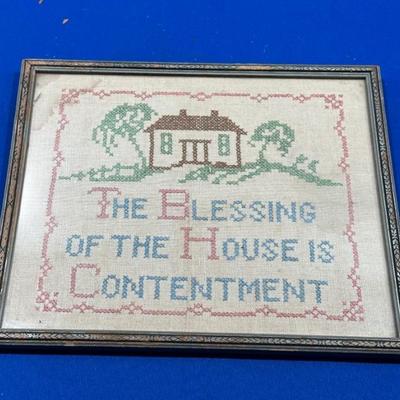 THE BLESSING
OF THE HOUSE IS
CONTENTMENT